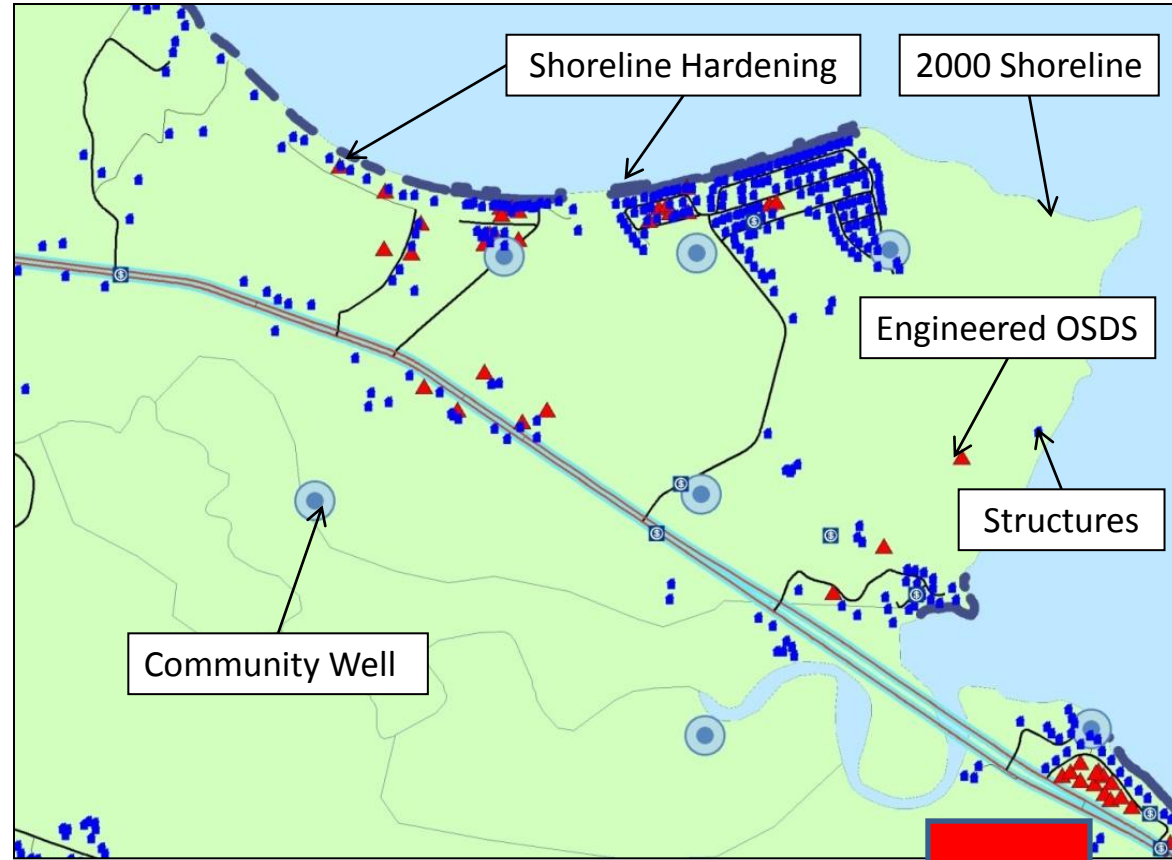 Shoreline Hardening
2000 Shoreline
Engineered OSDS
Structures
Community Well